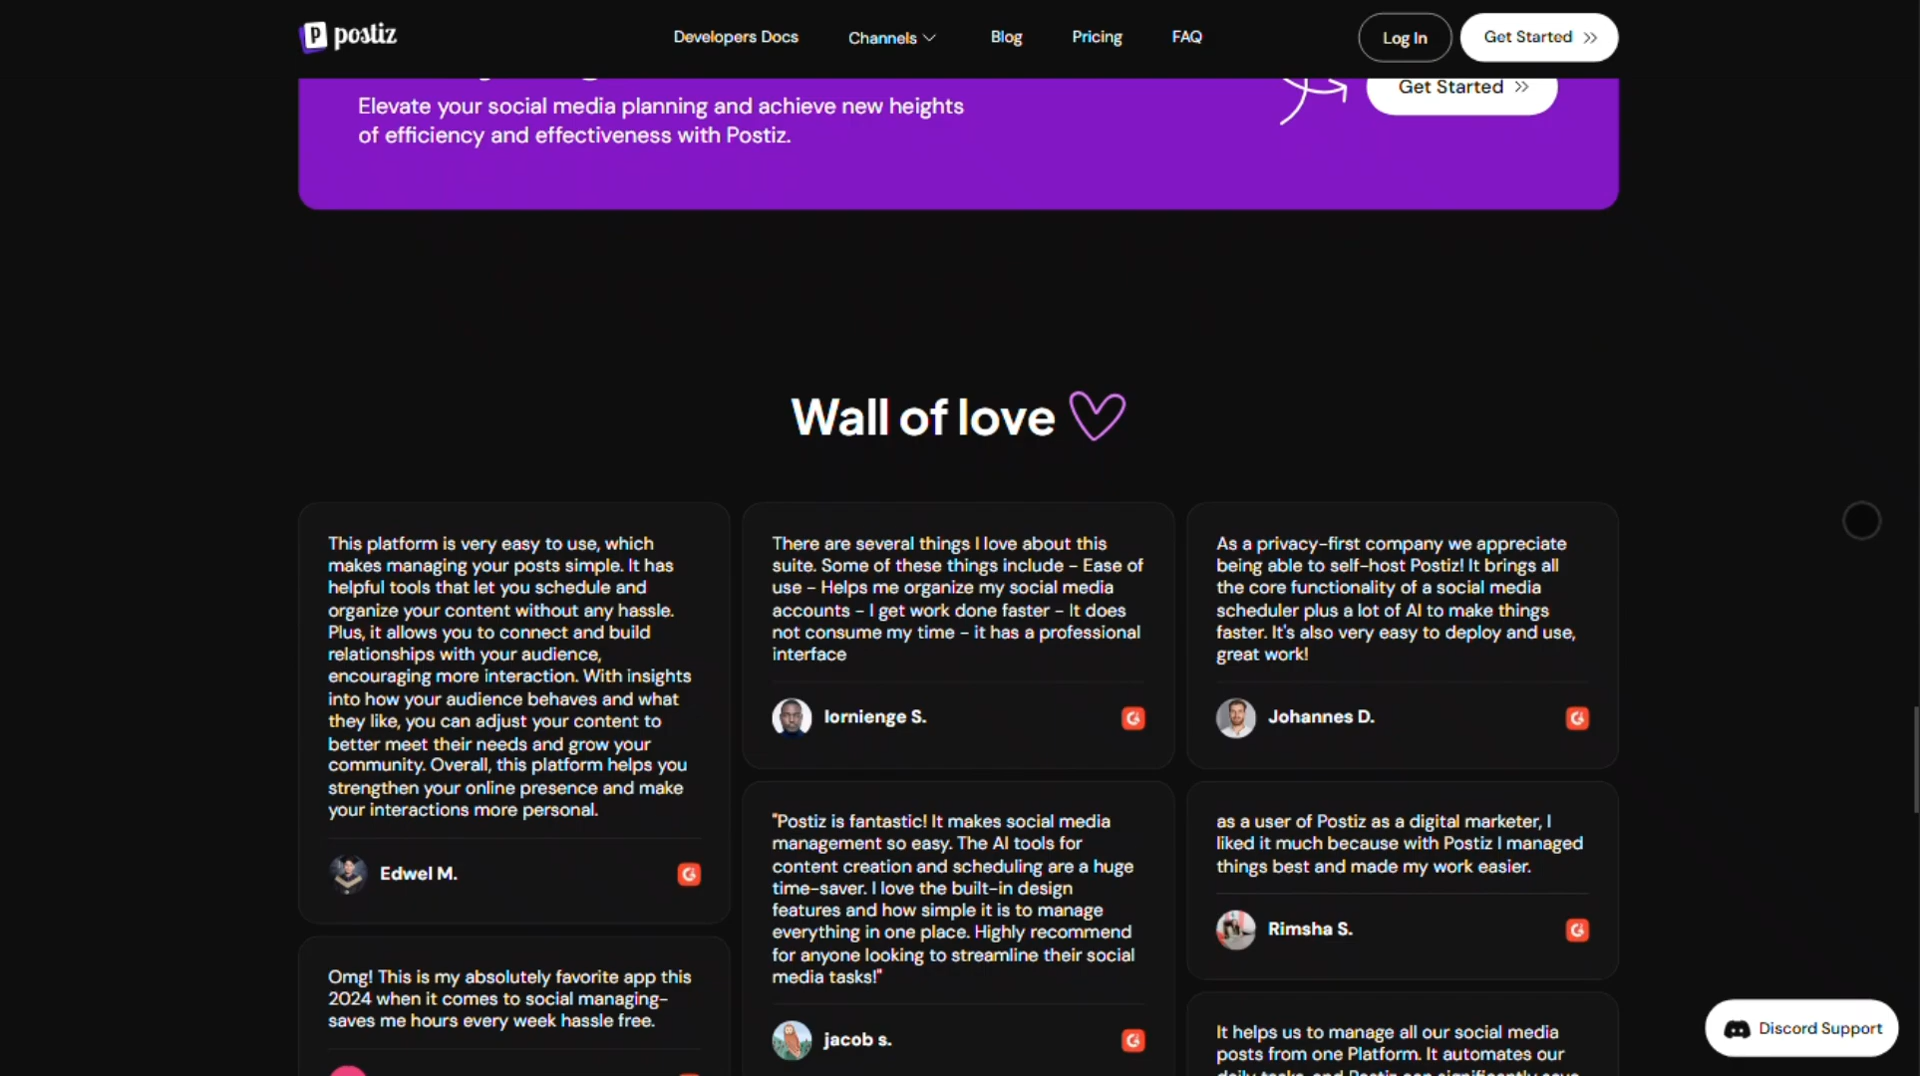 postiz
Developers Docs
Channels
Blog
Pricing
FAQ
Log In
Get Started
Elevate your social media planning and achieve new heights
of efficiency and effectiveness with Postiz.
Get Started
Wall of love
This platform is very easy to use, which
makes managing your posts simple. It has
helpful tools that let you schedule and
organize your content without any hassle.
Plus, it allows you to connect and build
relationships with your audience,
encouraging more interaction. With insights
into how your audience behaves and what
they like, you can adjust your content to
better meet their needs and grow your
community. Overall, this platform helps you
strengthen your online presence and make
your interactions more personal.
Edwel M.
Omg! This is my absolutely favorite app this
2024 when it comes to social managing-
saves me hours every week hassle free.
There are several things I love about this
suite. Some of these things include - Ease of
use - Helps me organize my social media
accounts - I get work done faster - It does
not consume my time - it has a professional
interface
Iornienge S.
"Postiz is fantastic! It makes social media
management so easy. The AI tools for
content creation and scheduling are a huge
time-saver. I love the built-in design
features and how simple it is to manage
everything in one place. Highly recommend
for anyone looking to streamline their social
media tasks!"
jacob s.
As a privacy-first company we appreciate
being able to self-host Postiz! It brings all
the core functionality of a social media
scheduler plus a lot of AI to make things
faster. It's also very easy to deploy and use,
great work!
Johannes D.
as a user of Postiz as a digital marketer, I
liked it much because with Postiz I managed
things best and made my work easier.
Rimsha S.
It helps us to manage all our social media
posts from one Platform. It automates our
Discord Support